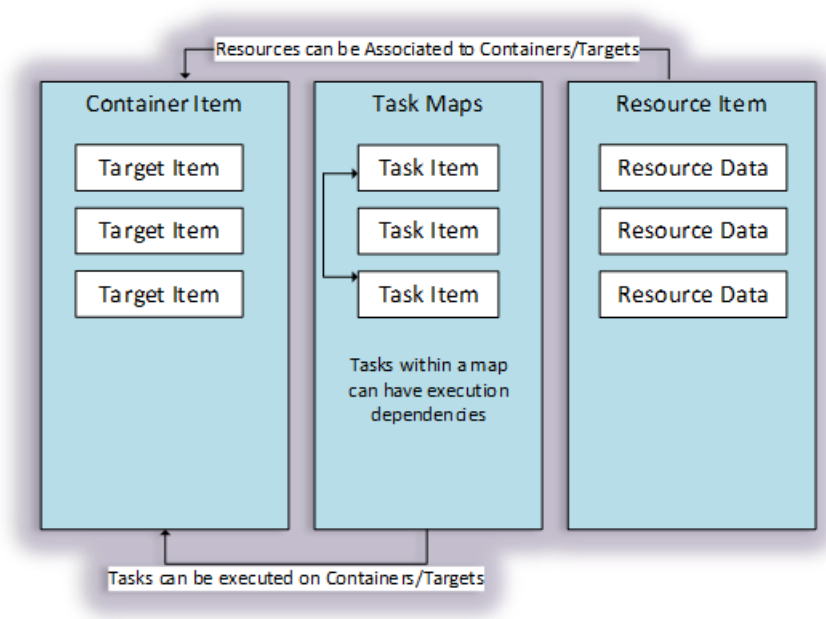 Resources can be Associated to Containers/Targets
Container Item
Target Item
Target Item
Target Item
Task Maps
Task Item
Task Item
Task Item
Tasks within a map
can have execution
dependencies
Resource Item
Resource Data
Resource Data
Resource Data
Tasks can be executed on Containers/Targets